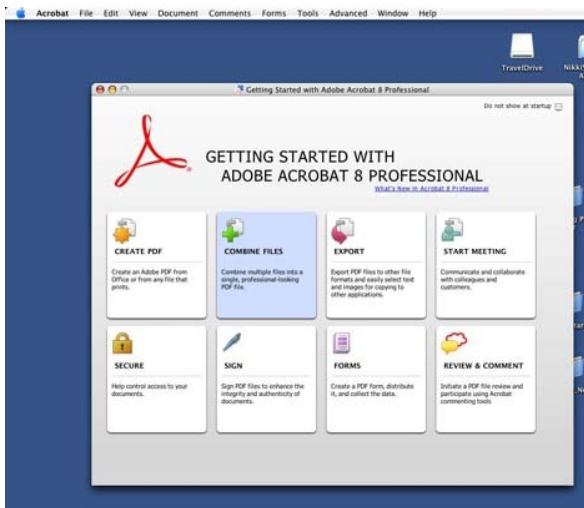 Acrobat File Edit View Document Comments Forms Tools Advanced Window Help
TravelDrive
Getting Started with Adobe Acrobat 8 Professional
Do not show at startup
GETTING STARTED WITH
ADOBE ACROBAT 8 PROFESSIONAL
What's New in Acrobat 8 Professional
CREATE PDF
Create an Adobe PDF from
Office or from any file that
prints.
COMBINE FILES
Combine multiple files into a
single, professional-looking
PDF file.
EXPORT
Export PDF files to other file
formats and easily select text
and images for copying to
other applications.
START MEETING
Communicate and collaborate
with colleagues and
customers.
SECURE
Help control access to your
documents.
SIGN
Sign PDF files to enhance the
integrity and authenticity of
documents.
FORMS
Create a PDF form, distribute
it, and collect the data.
REVIEW & COMMENT
Initiate a PDF file review and
participate using Acrobat
commenting tools